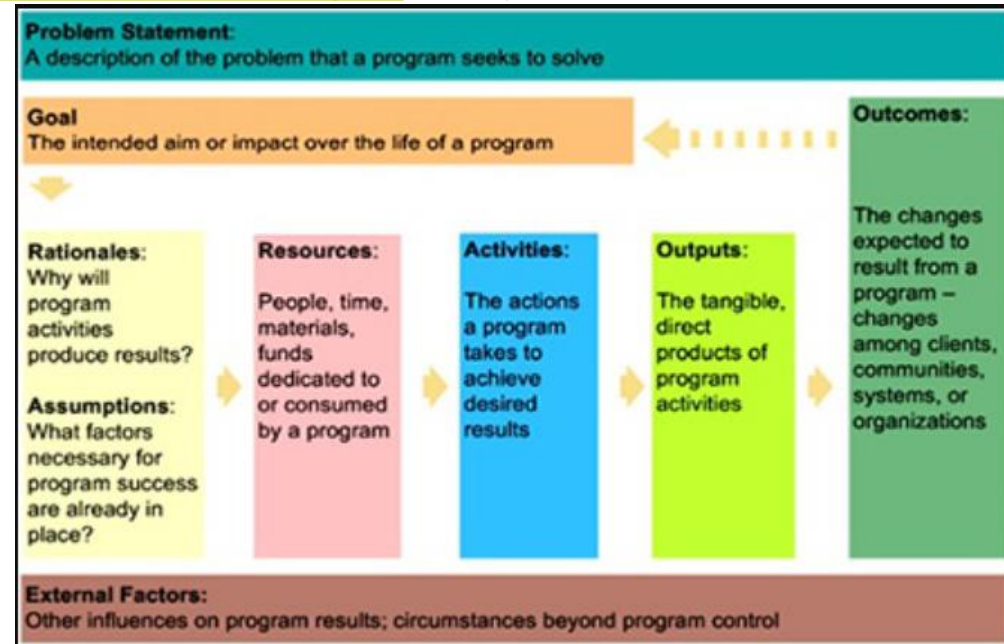 Problem Statement:
A description of the problem that a program seeks to solve
Goal
The intended aim or impact over the life of a program
Rationales:
Why will
program
activities
produce results?
Assumptions:
What factors
necessary for
program success
are already in
place?
Resources:
People, time,
materials,
funds
dedicated to
or consumed
by a program
Activities:
The actions
a program
takes to
achieve
desired
results
Outputs:
The tangible,
direct
products of
program
activities
Outcomes:
The changes
expected to
result from a
program –
changes
among clients,
communities,
systems, or
organizations
External Factors:
Other influences on program results; circumstances beyond program control